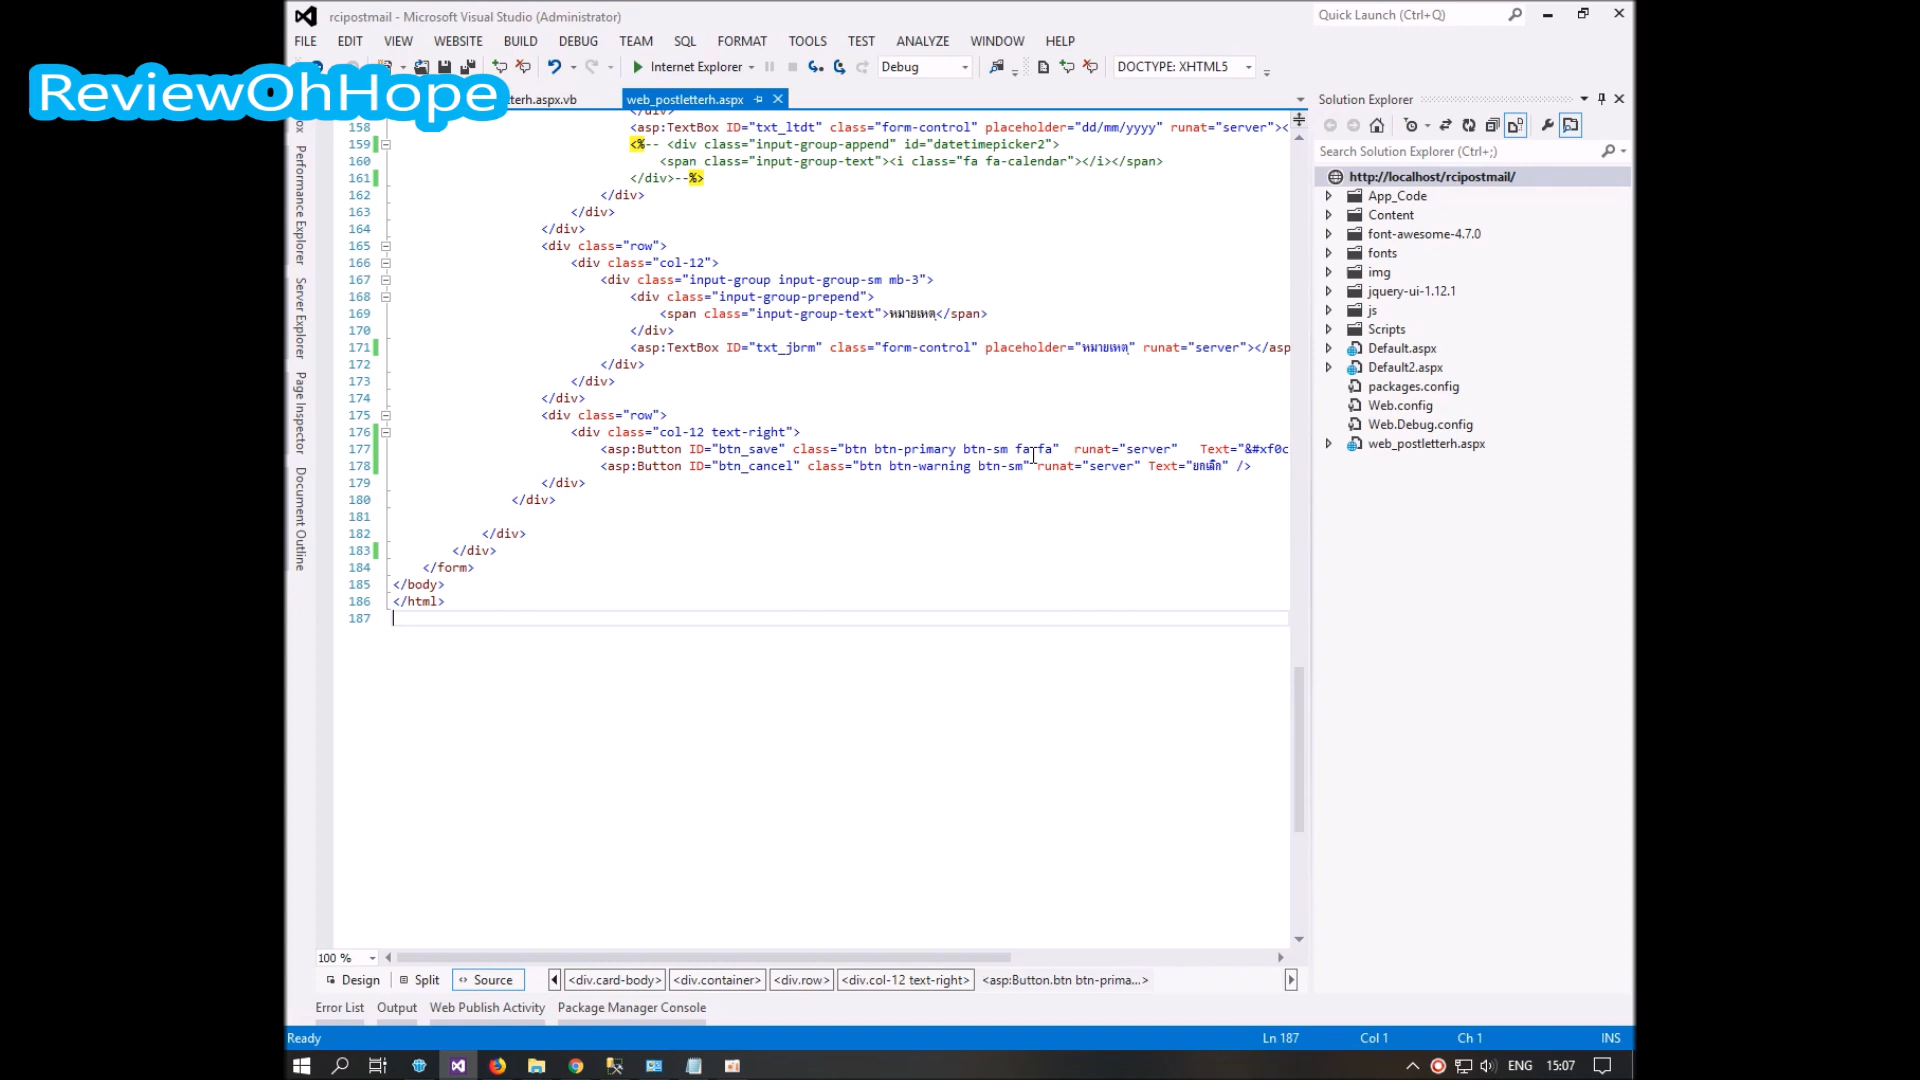 rcipostmail - Microsoft Visual Studio (Administrator)
Quick Launch (Ctrl+Q)
FILE EDIT VIEW WEBSITE BUILD DEBUG TEAM SQL FORMAT TOOLS TEST ANALYZE WINDOW HELP
Internet Explorer Debug DOCTYPE: XHTML5
ReviewOhHope
tterh.aspx.vb web_postletterh.aspx
158 <asp:TextBox ID="txt_ltdt" class="form-control" placeholder="dd/mm/yyyy" runat="server"><
159 <%-- <div class="input-group-append" id="datetimepicker2">
160 <span class="input-group-text"><i class="fa fa-calendar"></i></span>
161 </div>--%>
162 </div>
163 </div>
164 </div>
165 <div class="row">
166 <div class="col-12">
167 <div class="input-group input-group-sm mb-3">
168 <div class="input-group-prepend">
169 <span class="input-group-text">หมายเหตุ</span>
170 </div>
171 <asp:TextBox ID="txt_jbrm" class="form-control" placeholder="หมายเหตุ" runat="server"></asp
172 </div>
173 </div>
174 </div>
175 <div class="row">
176 <div class="col-12 text-right">
177 <asp:Button ID="btn_save" class="btn btn-primary btn-sm fa fa" runat="server" Text="&#xf0c
178 <asp:Button ID="btn_cancel" class="btn btn-warning btn-sm" runat="server" Text="ยกเลิก" />
179 </div>
180 </div>
181
182 </div>
183 </div>
184 </form>
185 </body>
186 </html>
187
Performance Explorer
Server Explorer
Page Inspector
Document Outline
100 %
Design Split Source <div.card-body> <div.container> <div.row> <div.col-12 text-right> <asp:Button.btn btn-prima...>
Error List Output Web Publish Activity Package Manager Console
Solution Explorer
Search Solution Explorer (Ctrl+;)
http://localhost/rcipostmail/
App_Code
Content
font-awesome-4.7.0
fonts
img
jquery-ui-1.12.1
js
Scripts
Default.aspx
Default2.aspx
packages.config
Web.config
Web.Debug.config
web_postletterh.aspx
Ready Ln 187 Col 1 Ch 1 INS
ENG 15:07